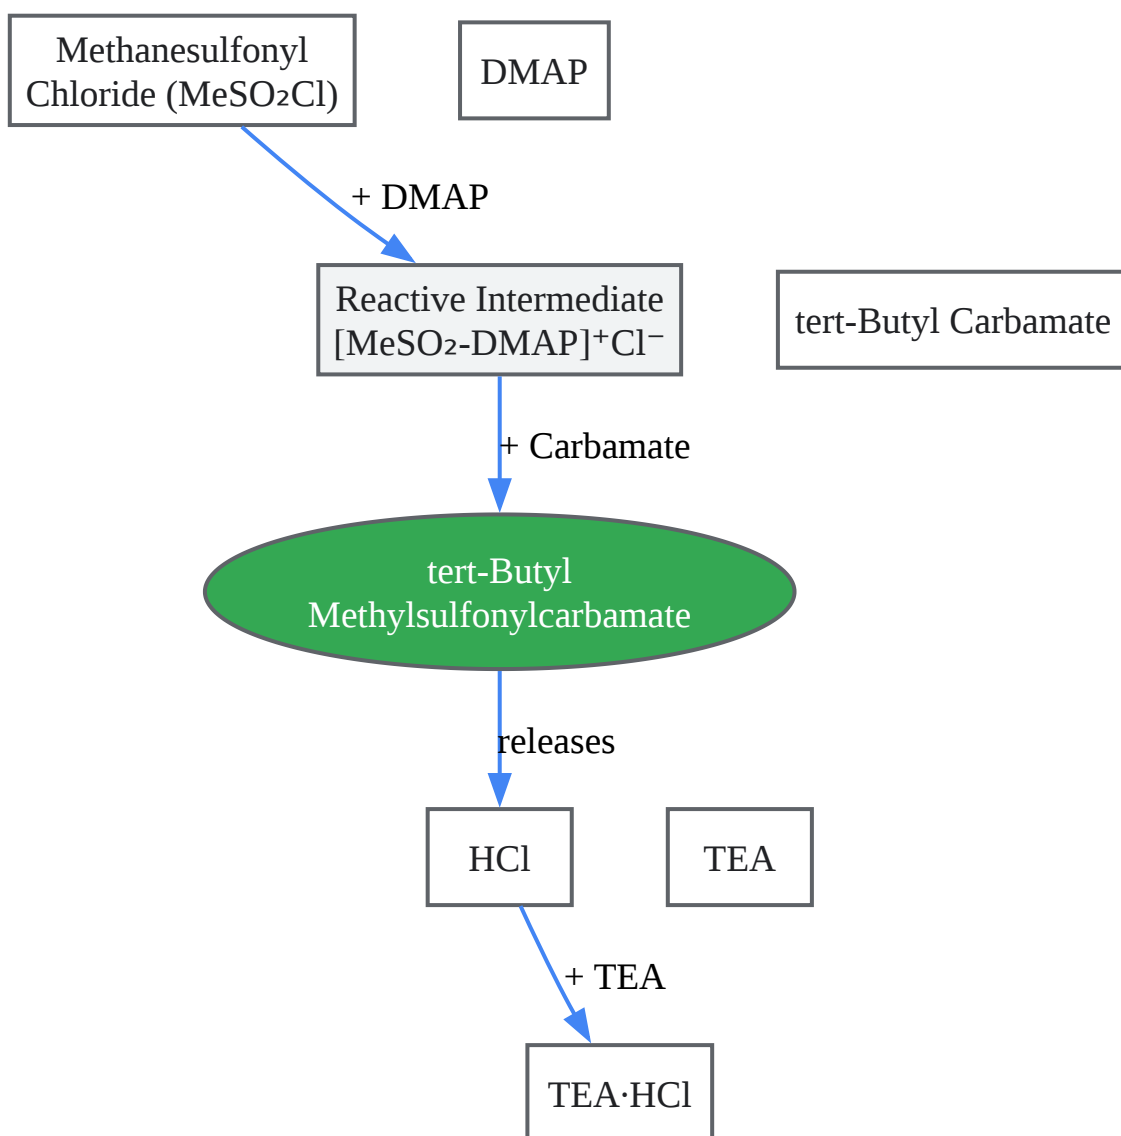 Methanesulfonyl
Chloride (MeSO₂Cl)
DMAP
+ DMAP
Reactive Intermediate
[MeSO₂-DMAP]⁺Cl⁻
tert-Butyl Carbamate
+ Carbamate
tert-Butyl
Methylsulfonylcarbamate
releases
HCl
TEA
+ TEA
TEA·HCl